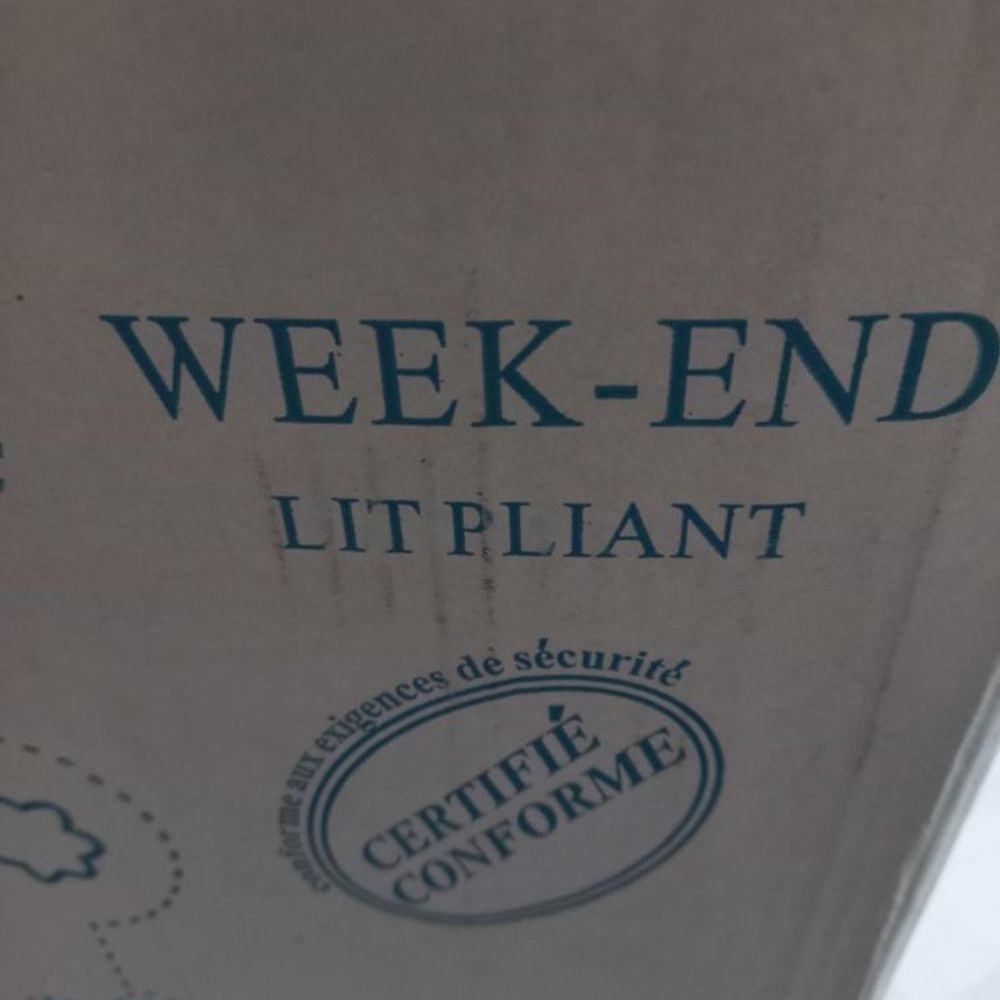 WEEK-END
LIT PLIANT
conforme aux exigences de sécurité
CERTIFIÉ
CONFORME